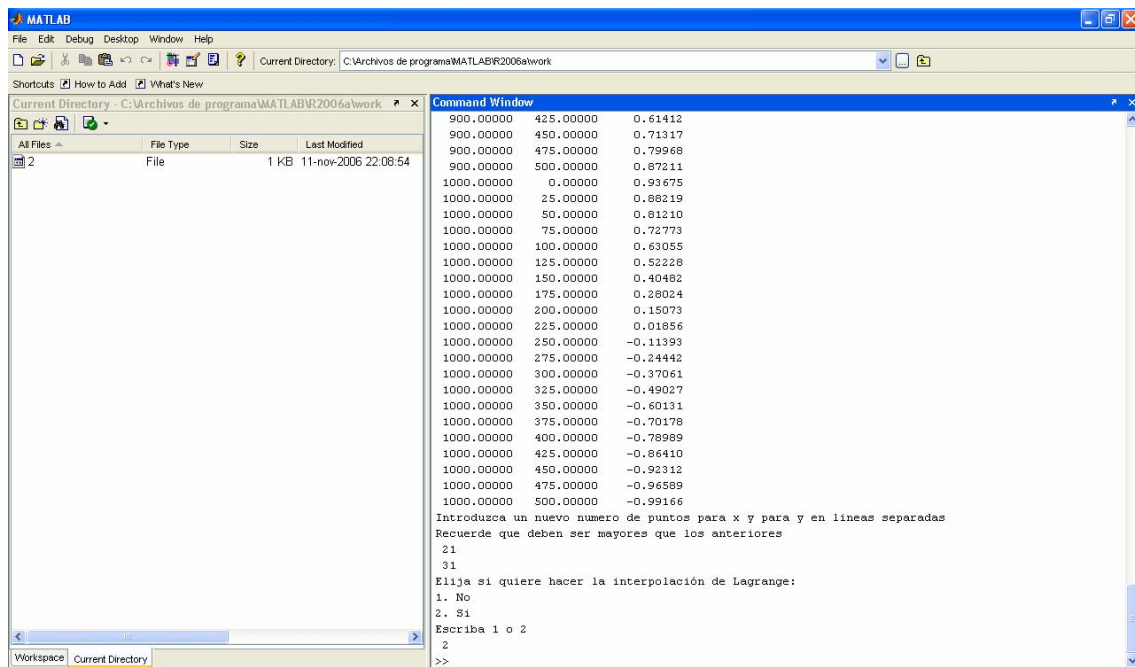 MATLAB
File Edit Debug Desktop Window Help
Current Directory: C:\Archivos de programa\MATLAB\R2006a\work
Shortcuts How to Add What's New
Current Directory - C:\Archivos de programa\MATLAB\R2006a\work
All Files File Type Size Last Modified
2 File 1 KB 11-nov-2006 22:08:54
Workspace Current Directory
Command Window
900.00000 425.00000 0.61412
900.00000 450.00000 0.71317
900.00000 475.00000 0.79968
900.00000 500.00000 0.87211
1000.00000 0.00000 0.93675
1000.00000 25.00000 0.88219
1000.00000 50.00000 0.81210
1000.00000 75.00000 0.72773
1000.00000 100.00000 0.63055
1000.00000 125.00000 0.52228
1000.00000 150.00000 0.40482
1000.00000 175.00000 0.28024
1000.00000 200.00000 0.15073
1000.00000 225.00000 0.01856
1000.00000 250.00000 -0.11393
1000.00000 275.00000 -0.24442
1000.00000 300.00000 -0.37061
1000.00000 325.00000 -0.49027
1000.00000 350.00000 -0.60131
1000.00000 375.00000 -0.70178
1000.00000 400.00000 -0.78989
1000.00000 425.00000 -0.86410
1000.00000 450.00000 -0.92312
1000.00000 475.00000 -0.96589
1000.00000 500.00000 -0.99166
Introduzca un nuevo numero de puntos para x y para y en lineas separadas
Recuerde que deben ser mayores que los anteriores
21
31
Elija si quiere hacer la interpolación de Lagrange:
1. No
2. Si
Escriba 1 o 2
2
>>